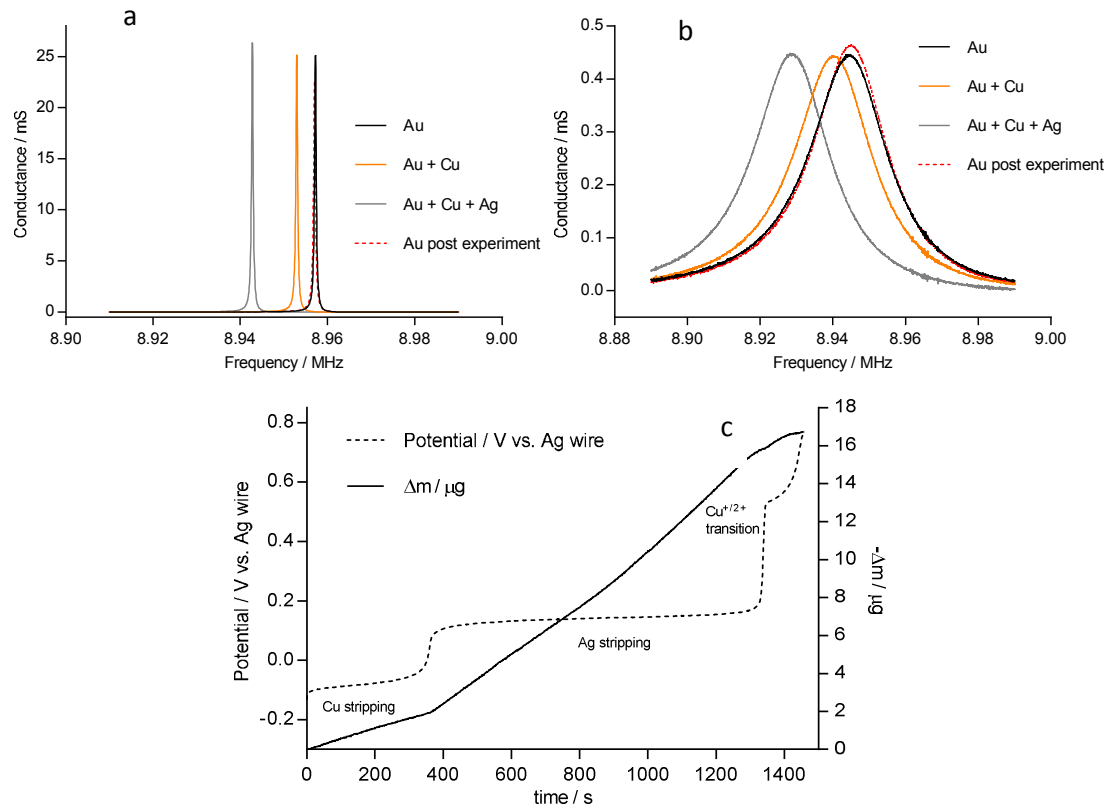 a
25
20
15
10
5
0
Conductance / mS
8.90
8.92
8.94
8.96
8.98
9.00
Frequency / MHz
Au
Au + Cu
Au + Cu + Ag
Au post experiment
b
0.5
0.4
0.3
0.2
0.1
0.0
Conductance / mS
8.88
8.90
8.92
8.94
8.96
8.98
9.00
Frequency / MHz
Au
Au + Cu
Au + Cu + Ag
Au post experiment
c
0.8
0.6
0.4
0.2
0.0
-0.2
Potential / V vs. Ag wire
Potential / V vs. Ag wire
Δm / μg
Cu stripping
Ag stripping
Cu+/2+
transition
18
16
14
12
10
8
6
4
2
0
-Δm / μg
0
200
400
600
800
1000
1200
1400
time / s